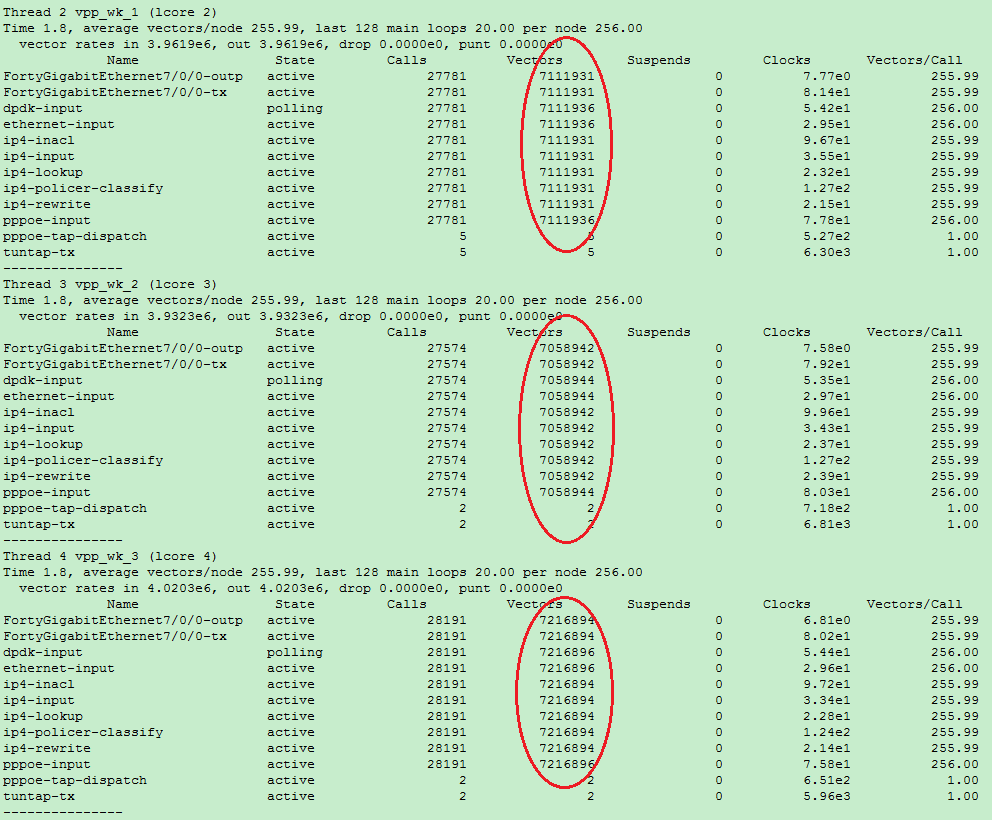 Thread 2 vpp_wk_1 (lcore 2)
Time 1.8, average vectors/node 255.99, last 128 main loops 20.00 per node 256.00
  vector rates in 3.9619e6, out 3.9619e6, drop 0.0000e0, punt 0.0000e0
Name State Calls Vectors Suspends Clocks Vectors/Call
FortyGigabitEthernet7/0/0-outp active 27781 7111931 0 7.77e0 255.99
FortyGigabitEthernet7/0/0-tx active 27781 7111931 0 8.14e1 255.99
dpdk-input polling 27781 7111936 0 5.42e1 256.00
ethernet-input active 27781 7111936 0 2.95e1 256.00
ip4-inacl active 27781 7111931 0 9.67e1 255.99
ip4-input active 27781 7111931 0 3.55e1 255.99
ip4-lookup active 27781 7111931 0 2.32e1 255.99
ip4-policer-classify active 27781 7111931 0 1.27e2 255.99
ip4-rewrite active 27781 7111931 0 2.15e1 255.99
pppoe-input active 27781 7111936 0 7.78e1 256.00
pppoe-tap-dispatch active 5 5 0 5.27e2 1.00
tuntap-tx active 5 5 0 6.30e3 1.00
---------------
Thread 3 vpp_wk_2 (lcore 3)
Time 1.8, average vectors/node 255.99, last 128 main loops 20.00 per node 256.00
  vector rates in 3.9323e6, out 3.9323e6, drop 0.0000e0, punt 0.0000e0
Name State Calls Vectors Suspends Clocks Vectors/Call
FortyGigabitEthernet7/0/0-outp active 27574 7058942 0 7.58e0 255.99
FortyGigabitEthernet7/0/0-tx active 27574 7058942 0 7.92e1 255.99
dpdk-input polling 27574 7058944 0 5.35e1 256.00
ethernet-input active 27574 7058944 0 2.97e1 256.00
ip4-inacl active 27574 7058942 0 9.96e1 255.99
ip4-input active 27574 7058942 0 3.43e1 255.99
ip4-lookup active 27574 7058942 0 2.37e1 255.99
ip4-policer-classify active 27574 7058942 0 1.27e2 255.99
ip4-rewrite active 27574 7058942 0 2.39e1 255.99
pppoe-input active 27574 7058944 0 8.03e1 256.00
pppoe-tap-dispatch active 2 2 0 7.18e2 1.00
tuntap-tx active 2 2 0 6.81e3 1.00
---------------
Thread 4 vpp_wk_3 (lcore 4)
Time 1.8, average vectors/node 255.99, last 128 main loops 20.00 per node 256.00
  vector rates in 4.0203e6, out 4.0203e6, drop 0.0000e0, punt 0.0000e0
Name State Calls Vectors Suspends Clocks Vectors/Call
FortyGigabitEthernet7/0/0-outp active 28191 7216894 0 6.81e0 255.99
FortyGigabitEthernet7/0/0-tx active 28191 7216894 0 8.02e1 255.99
dpdk-input polling 28191 7216896 0 5.44e1 256.00
ethernet-input active 28191 7216896 0 2.96e1 256.00
ip4-inacl active 28191 7216894 0 9.72e1 255.99
ip4-input active 28191 7216894 0 3.34e1 255.99
ip4-lookup active 28191 7216894 0 2.28e1 255.99
ip4-policer-classify active 28191 7216894 0 1.24e2 255.99
ip4-rewrite active 28191 7216894 0 2.14e1 255.99
pppoe-input active 28191 7216896 0 7.58e1 256.00
pppoe-tap-dispatch active 2 2 0 6.51e2 1.00
tuntap-tx active 2 2 0 5.96e3 1.00
---------------